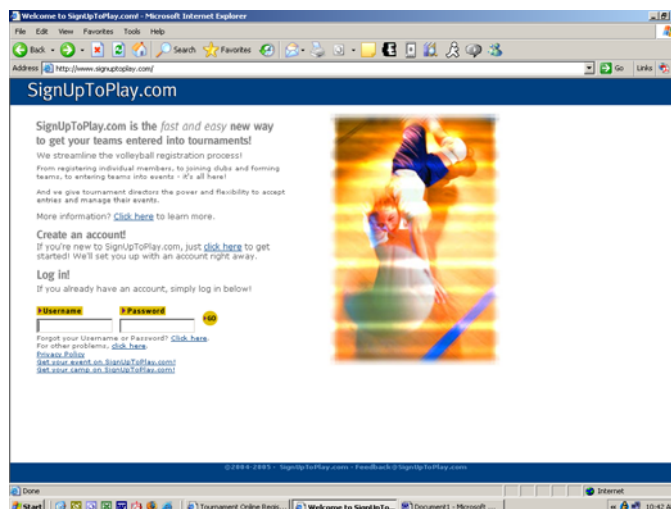 Welcome to SignUpToPlay.com! - Microsoft Internet Explorer
File Edit View Favorites Tools Help
Back Search Favorites
Address http://www.signuptoplay.com/ Go Links
SignUpToPlay.com
SignUpToPlay.com is the fast and easy new way
to get your teams entered into tournaments!
We streamline the volleyball registration process!
From registering individual members, to joining clubs and forming
teams, to entering teams into events - it's all here!
And we give tournament directors the power and flexibility to accept
entries and manage their events.
More information? Click here to learn more.
Create an account!
If you're new to SignUpToPlay.com, just click here to get
started! We'll set you up with an account right away.
Log in!
If you already have an account, simply log in below!
Username Password GO
Forgot your Username or Password? Click here.
For other problems, click here.
Privacy Policy
Get your event on SignUpToPlay.com!
Get your camp on SignUpToPlay.com!
©2004-2005 - SignUpToPlay.com - Feedback@SignUpToPlay.com
Done Internet
Start Tournament Online Regis... Welcome to SignUpTo... Document1 - Microsoft ... 10:42 A